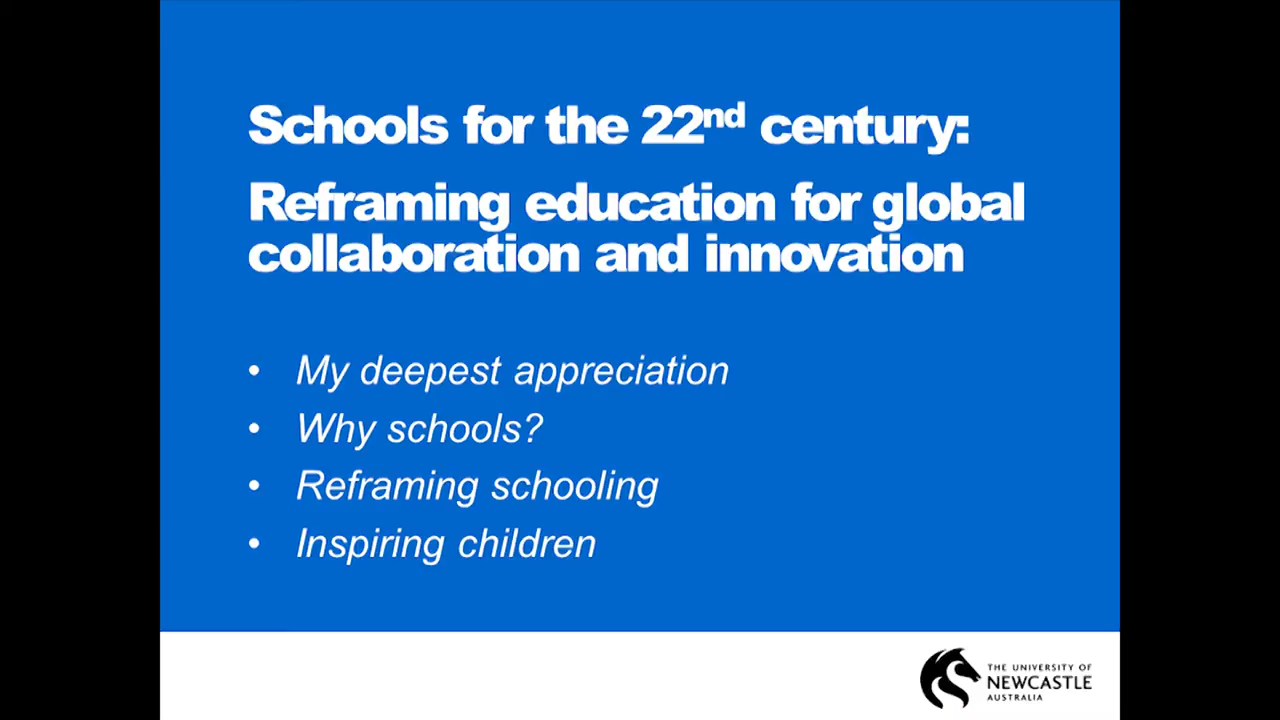 Schools for the 22nd century:
Reframing education for global
collaboration and innovation
• My deepest appreciation
• Why schools?
• Reframing schooling
• Inspiring children
THE UNIVERSITY OF
NEWCASTLE
AUSTRALIA